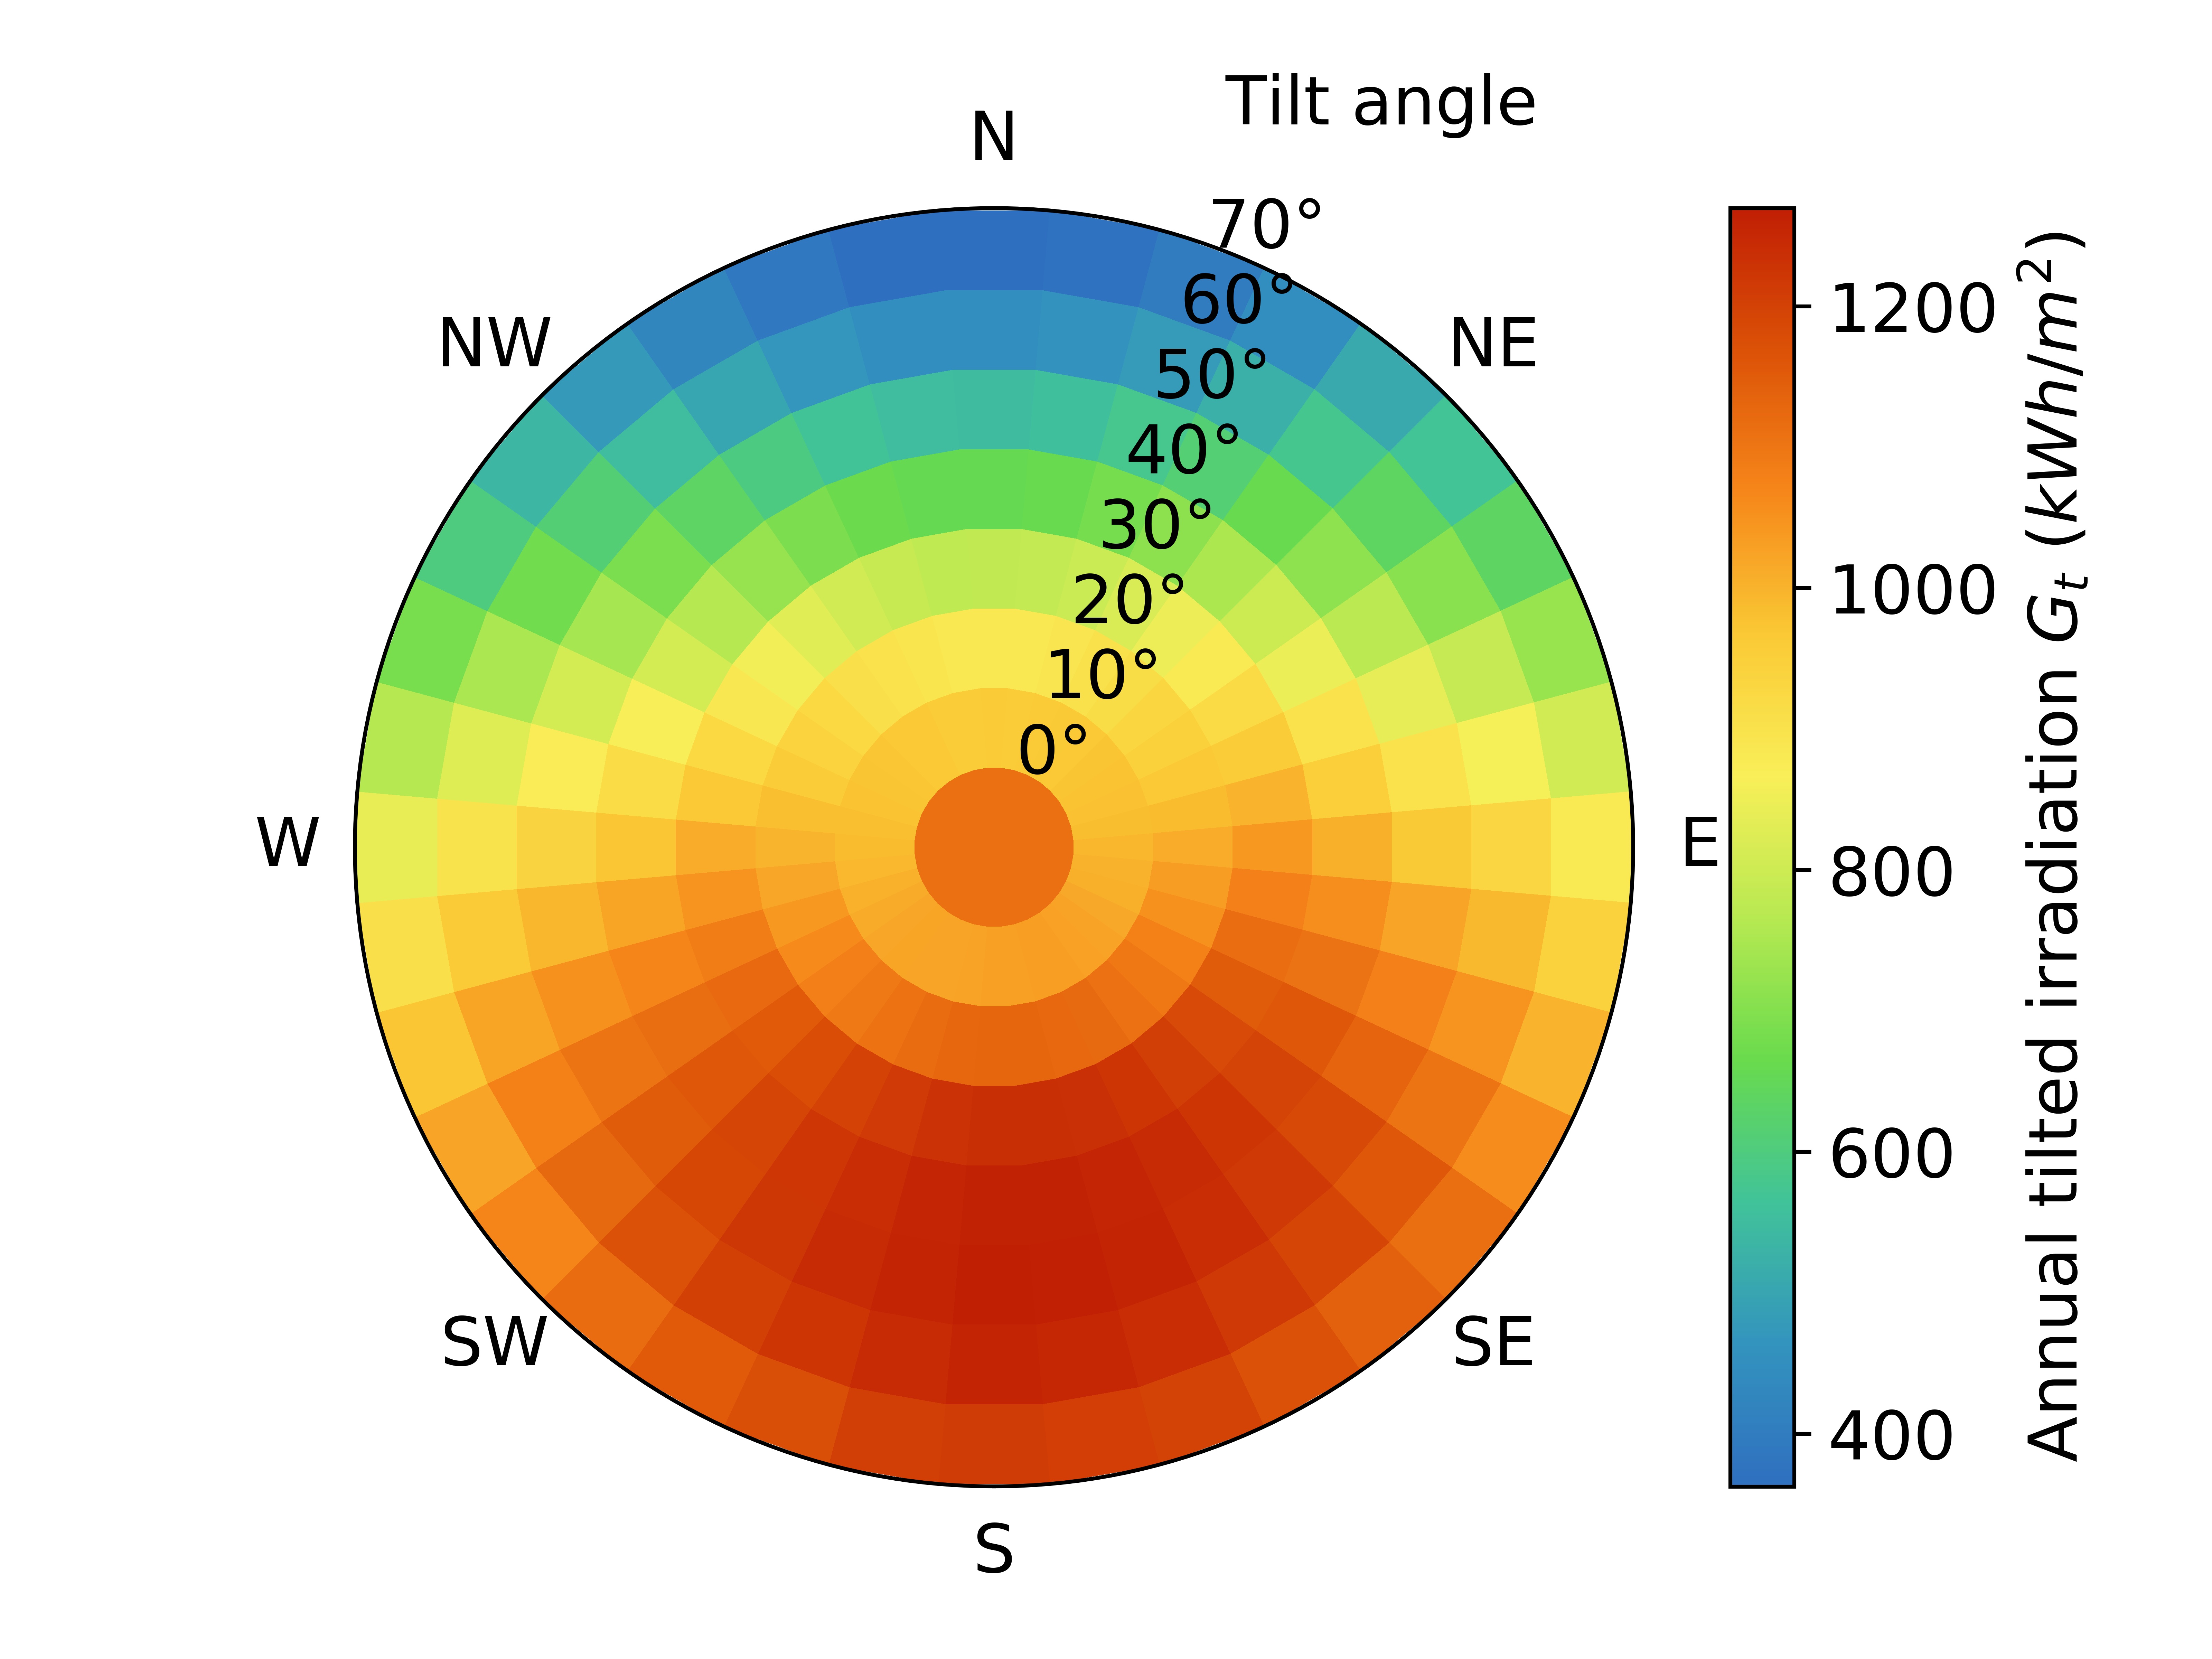 Tilt angle
N
70°
60°
NW
NE
50°
40°
30°
20°
10°
0°
W
E
SW
SE
S
1200
1000
800
600
400
Annual tilted irradiation Gₜ (kWh/m²)